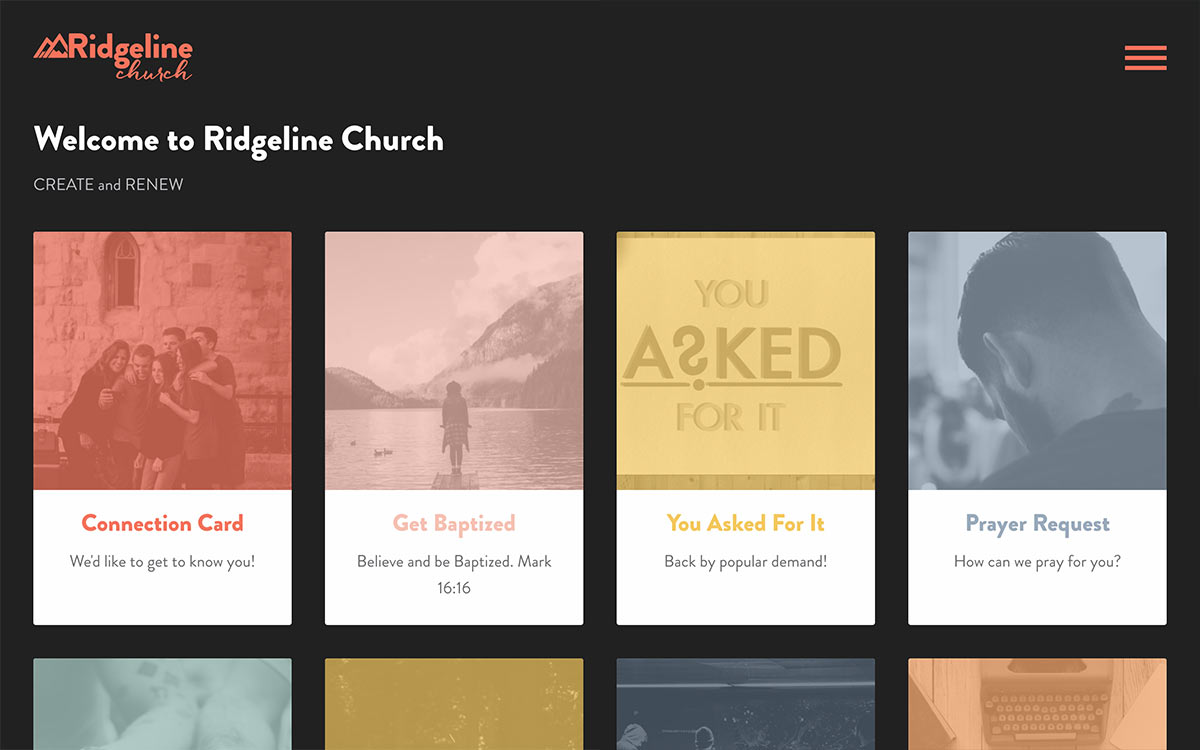 Ridgeline
church
Welcome to Ridgeline Church
CREATE and RENEW
YOU
ASKED
FOR IT
Connection Card
We'd like to get to know you!
Get Baptized
Believe and be Baptized. Mark
16:16
You Asked For It
Back by popular demand!
Prayer Request
How can we pray for you?